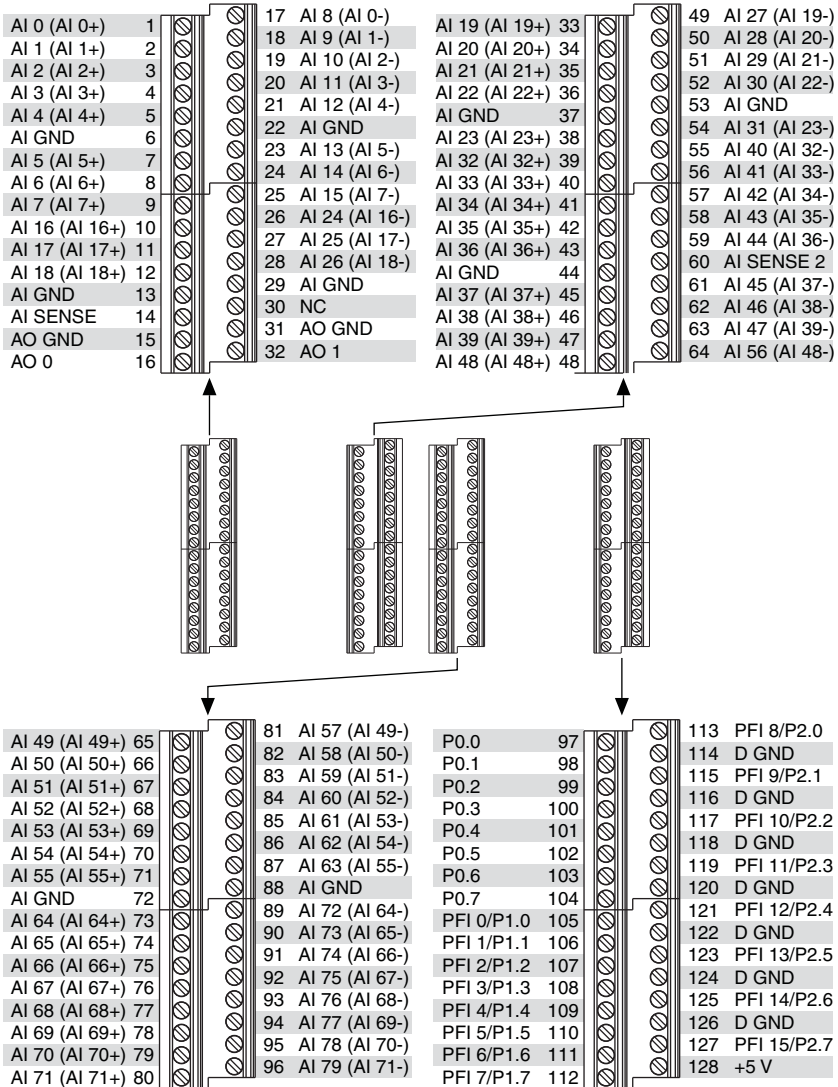 AI 0 (AI 0+) 1
AI 1 (AI 1+) 2
AI 2 (AI 2+) 3
AI 3 (AI 3+) 4
AI 4 (AI 4+) 5
AI GND 6
AI 5 (AI 5+) 7
AI 6 (AI 6+) 8
AI 7 (AI 7+) 9
AI 16 (AI 16+) 10
AI 17 (AI 17+) 11
AI 18 (AI 18+) 12
AI GND 13
AI SENSE 14
AO GND 15
AO 0 16
17 AI 8 (AI 0-)
18 AI 9 (AI 1-)
19 AI 10 (AI 2-)
20 AI 11 (AI 3-)
21 AI 12 (AI 4-)
22 AI GND
23 AI 13 (AI 5-)
24 AI 14 (AI 6-)
25 AI 15 (AI 7-)
26 AI 24 (AI 16-)
27 AI 25 (AI 17-)
28 AI 26 (AI 18-)
29 AI GND
30 NC
31 AO GND
32 AO 1
AI 19 (AI 19+) 33
AI 20 (AI 20+) 34
AI 21 (AI 21+) 35
AI 22 (AI 22+) 36
AI GND 37
AI 23 (AI 23+) 38
AI 32 (AI 32+) 39
AI 33 (AI 33+) 40
AI 34 (AI 34+) 41
AI 35 (AI 35+) 42
AI 36 (AI 36+) 43
AI GND 44
AI 37 (AI 37+) 45
AI 38 (AI 38+) 46
AI 39 (AI 39+) 47
AI 48 (AI 48+) 48
49 AI 27 (AI 19-)
50 AI 28 (AI 20-)
51 AI 29 (AI 21-)
52 AI 30 (AI 22-)
53 AI GND
54 AI 31 (AI 23-)
55 AI 40 (AI 32-)
56 AI 41 (AI 33-)
57 AI 42 (AI 34-)
58 AI 43 (AI 35-)
59 AI 44 (AI 36-)
60 AI SENSE 2
61 AI 45 (AI 37-)
62 AI 46 (AI 38-)
63 AI 47 (AI 39-)
64 AI 56 (AI 48-)
AI 49 (AI 49+) 65
AI 50 (AI 50+) 66
AI 51 (AI 51+) 67
AI 52 (AI 52+) 68
AI 53 (AI 53+) 69
AI 54 (AI 54+) 70
AI 55 (AI 55+) 71
AI GND 72
AI 64 (AI 64+) 73
AI 65 (AI 65+) 74
AI 66 (AI 66+) 75
AI 67 (AI 67+) 76
AI 68 (AI 68+) 77
AI 69 (AI 69+) 78
AI 70 (AI 70+) 79
AI 71 (AI 71+) 80
81 AI 57 (AI 49-)
82 AI 58 (AI 50-)
83 AI 59 (AI 51-)
84 AI 60 (AI 52-)
85 AI 61 (AI 53-)
86 AI 62 (AI 54-)
87 AI 63 (AI 55-)
88 AI GND
89 AI 72 (AI 64-)
90 AI 73 (AI 65-)
91 AI 74 (AI 66-)
92 AI 75 (AI 67-)
93 AI 76 (AI 68-)
94 AI 77 (AI 69-)
95 AI 78 (AI 70-)
96 AI 79 (AI 71-)
P0.0 97
P0.1 98
P0.2 99
P0.3 100
P0.4 101
P0.5 102
P0.6 103
P0.7 104
PFI 0/P1.0 105
PFI 1/P1.1 106
PFI 2/P1.2 107
PFI 3/P1.3 108
PFI 4/P1.4 109
PFI 5/P1.5 110
PFI 6/P1.6 111
PFI 7/P1.7 112
113 PFI 8/P2.0
114 D GND
115 PFI 9/P2.1
116 D GND
117 PFI 10/P2.2
118 D GND
119 PFI 11/P2.3
120 D GND
121 PFI 12/P2.4
122 D GND
123 PFI 13/P2.5
124 D GND
125 PFI 14/P2.6
126 D GND
127 PFI 15/P2.7
128 +5 V